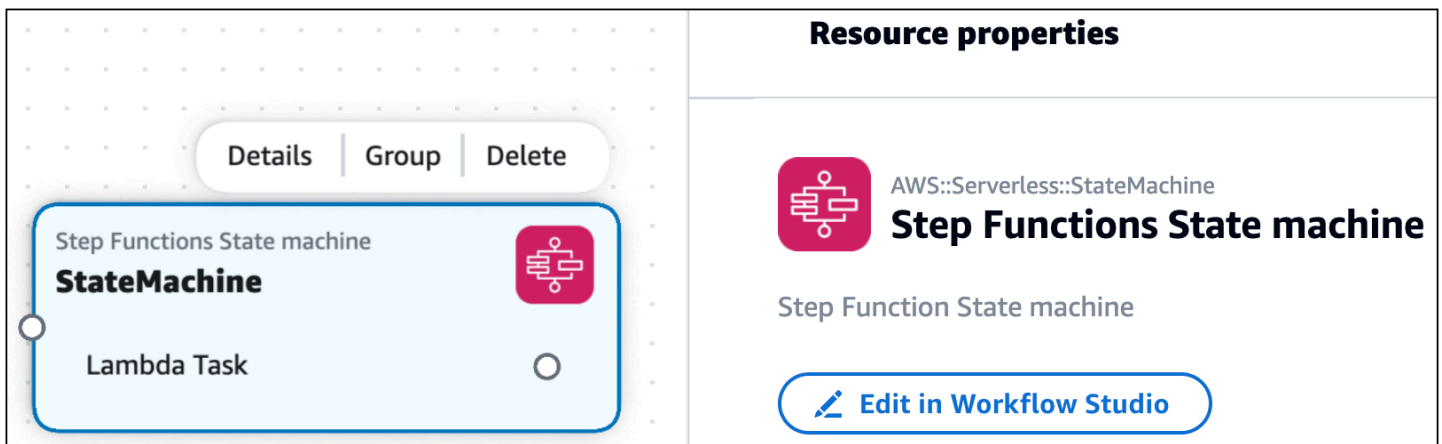 Details
Group
Delete
Step Functions State machine
StateMachine
Lambda Task
Resource properties
AWS::Serverless::StateMachine
Step Functions State machine
Step Function State machine
Edit in Workflow Studio